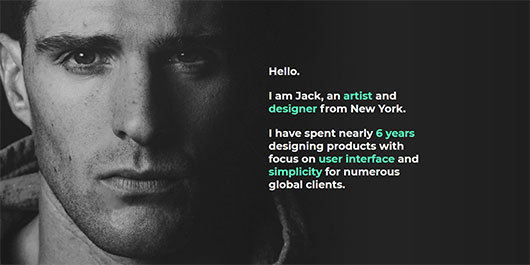 Hello.
I am Jack, an artist and
designer from New York.
I have spent nearly 6 years
designing products with
focus on user interface and
simplicity for numerous
global clients.